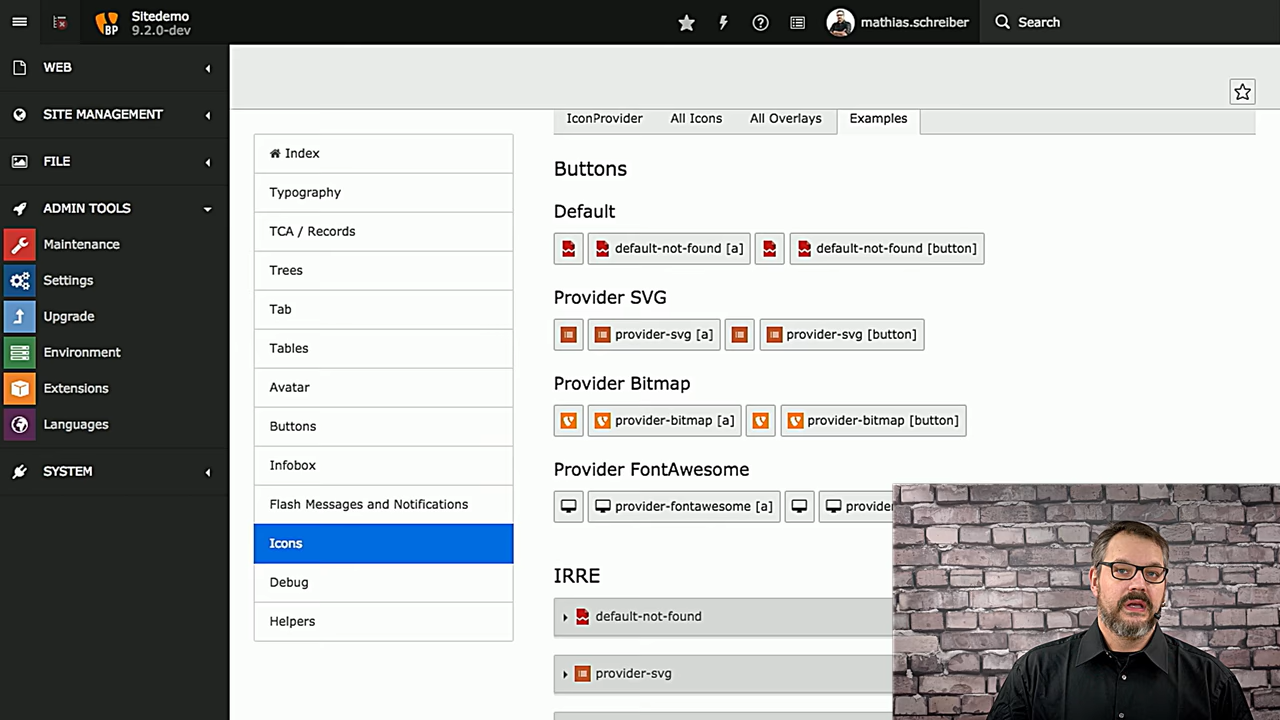 Sitedemo
9.2.0-dev
BP
mathias.schreiber
Search
WEB
SITE MANAGEMENT
FILE
ADMIN TOOLS
Maintenance
Settings
Upgrade
Environment
Extensions
Languages
SYSTEM
Index
Typography
TCA / Records
Trees
Tab
Tables
Avatar
Buttons
Infobox
Flash Messages and Notifications
Icons
Debug
Helpers
IconProvider All Icons All Overlays Examples
Buttons
Default
default-not-found [a] default-not-found [button]
Provider SVG
provider-svg [a] provider-svg [button]
Provider Bitmap
provider-bitmap [a] provider-bitmap [button]
Provider FontAwesome
provider-fontawesome [a]
IRRE
default-not-found
provider-svg